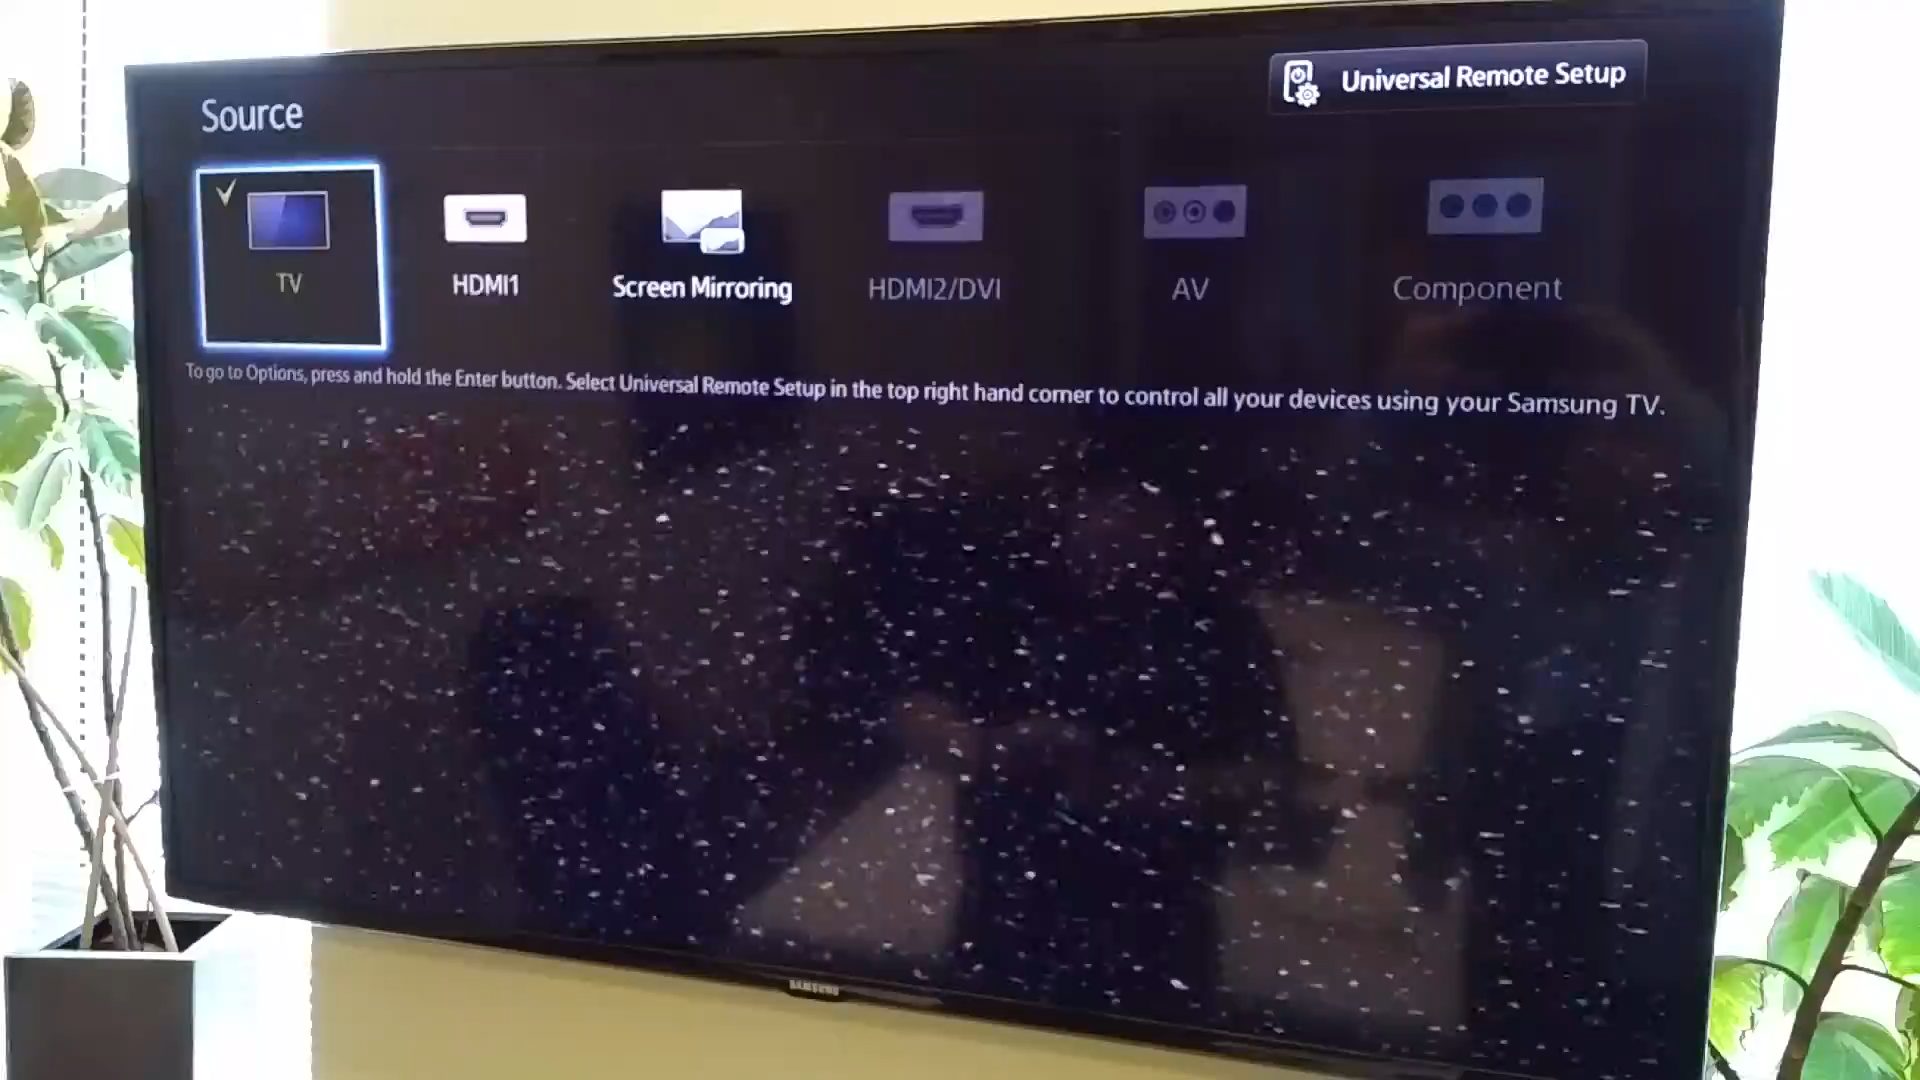 Universal Remote Setup
Source
TV
HDMI1
Screen Mirroring
HDMI2/DVI
AV
Component
To go to Options, press and hold the Enter button. Select Universal Remote Setup in the top right hand corner to control all your devices using your Samsung TV.
SAMSUNG